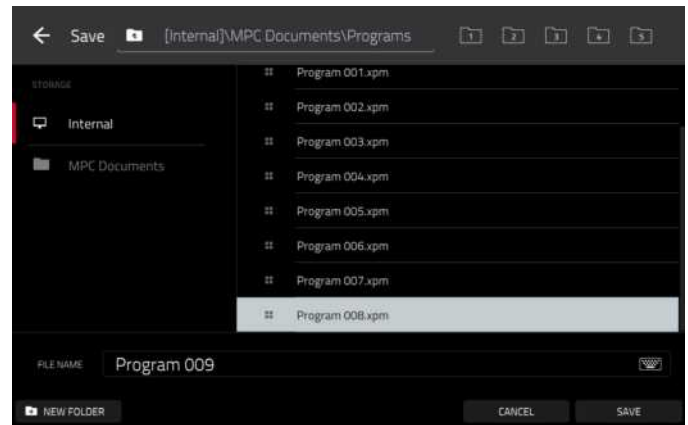 Save [Internal]\MPC Documents\Programs 1 2 3 4 5
STORAGE
Internal
MPC Documents
Program 001.xpm
Program 002.xpm
Program 003.xpm
Program 004.xpm
Program 005.xpm
Program 006.xpm
Program 007.xpm
Program 008.xpm
FILE NAME Program 009
NEW FOLDER CANCEL SAVE